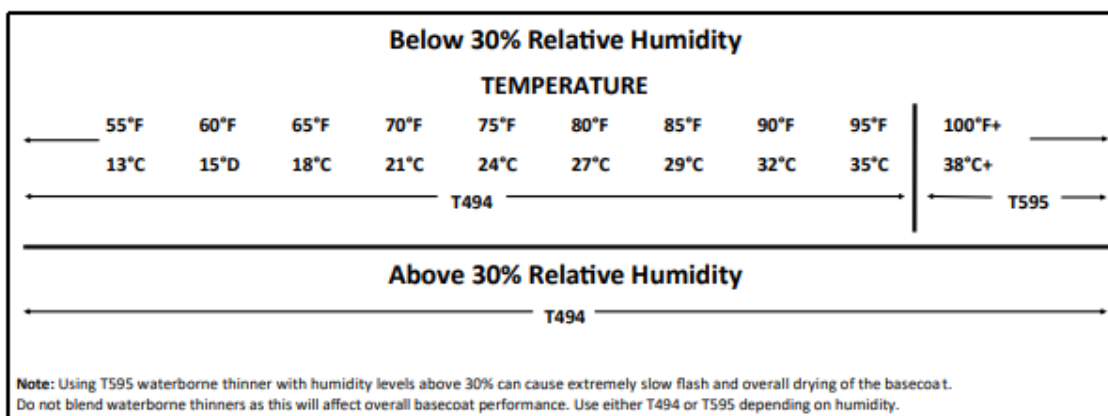 Below 30% Relative Humidity
TEMPERATURE
55°F 60°F 65°F 70°F 75°F 80°F 85°F 90°F 95°F 100°F+
13°C 15°D 18°C 21°C 24°C 27°C 29°C 32°C 35°C 38°C+
T494 T595
Above 30% Relative Humidity
T494
Note: Using T595 waterborne thinner with humidity levels above 30% can cause extremely slow flash and overall drying of the basecoat.
Do not blend waterborne thinners as this will affect overall basecoat performance. Use either T494 or T595 depending on humidity.